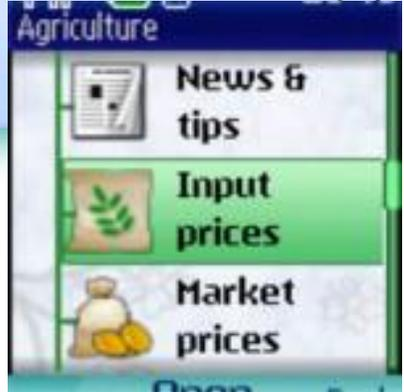 Agriculture
News &
tips
Input
prices
Market
prices
Open